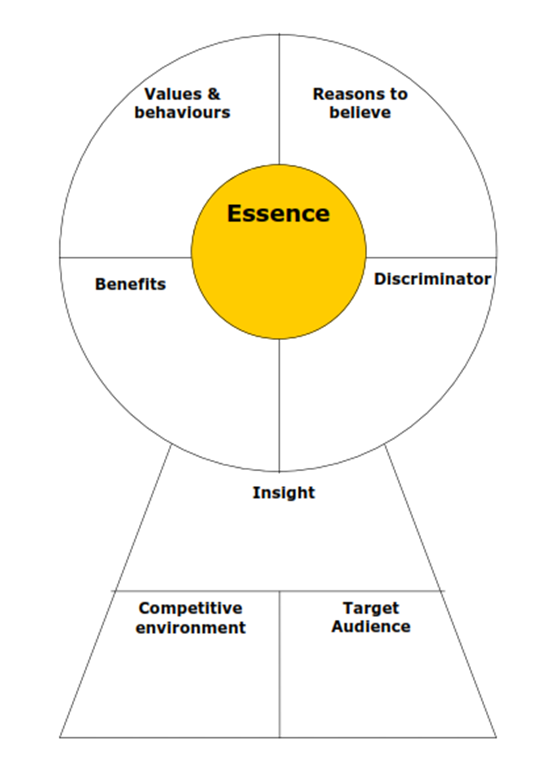 Values &
behaviours
Reasons to
believe
Essence
Benefits
Discriminator
Insight
Competitive
environment
Target
Audience